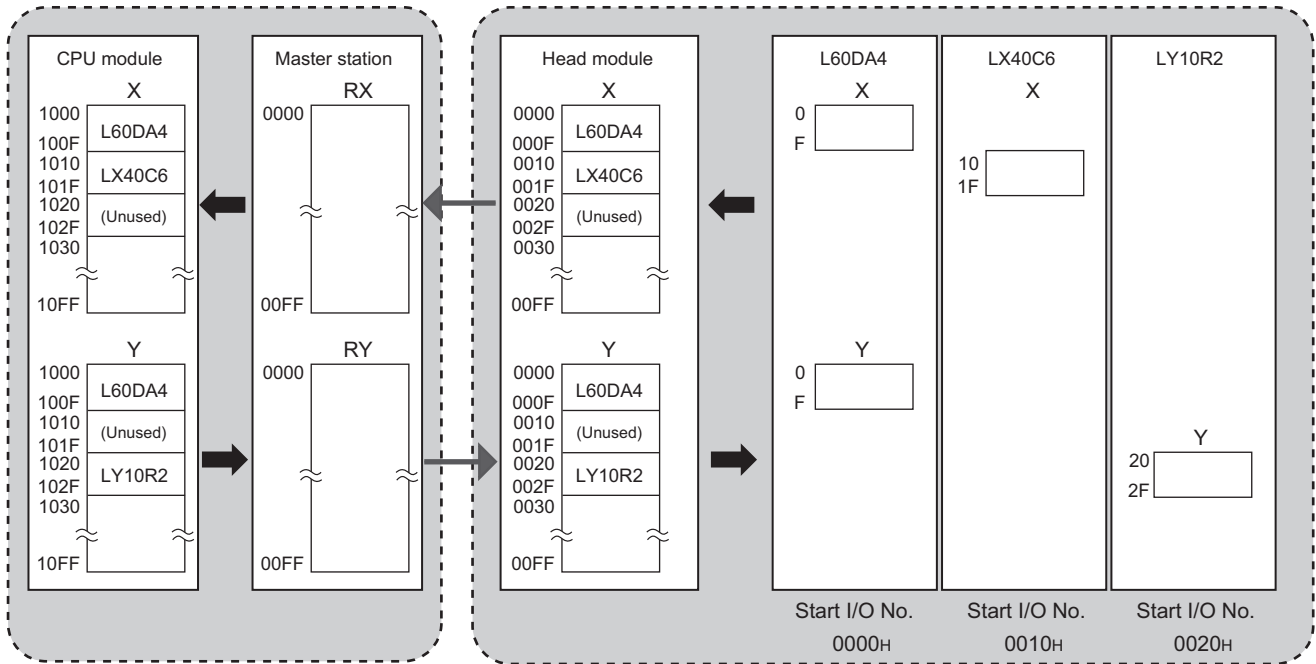 CPU module
X
1000
L60DA4
100F
1010
LX40C6
101F
1020
(Unused)
102F
1030
10FF
Y
1000
L60DA4
100F
1010
(Unused)
101F
1020
LY10R2
102F
1030
10FF
Master station
RX
0000
00FF
RY
0000
00FF
Head module
X
0000
L60DA4
000F
0010
LX40C6
001F
0020
(Unused)
002F
0030
00FF
Y
0000
L60DA4
000F
0010
(Unused)
001F
0020
LY10R2
002F
0030
00FF
L60DA4
X
0
F
Y
0
F
Start I/O No.
0000H
LX40C6
X
10
1F
Start I/O No.
0010H
LY10R2
Y
20
2F
Start I/O No.
0020H